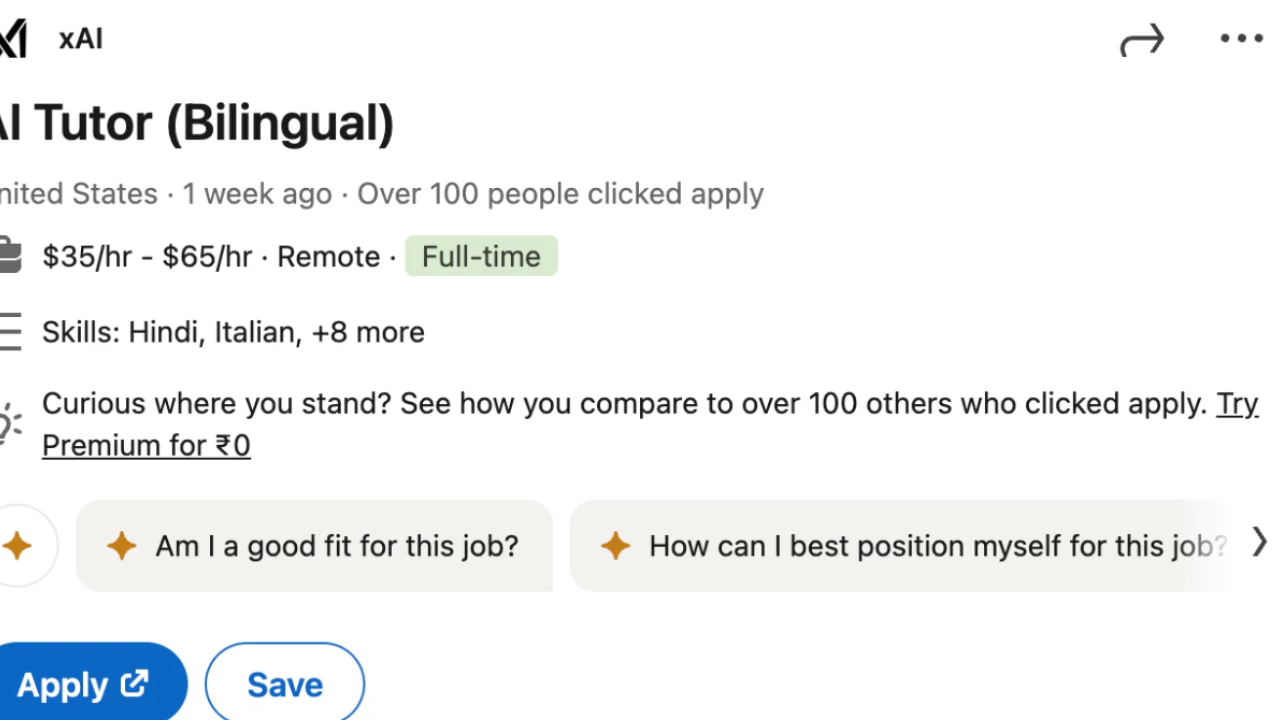 xAI
AI Tutor (Bilingual)
United States · 1 week ago · Over 100 people clicked apply
$35/hr - $65/hr · Remote · Full-time
Skills: Hindi, Italian, +8 more
Curious where you stand? See how you compare to over 100 others who clicked apply. Try
Premium for ₹0
Am I a good fit for this job?
How can I best position myself for this job?
Apply
Save